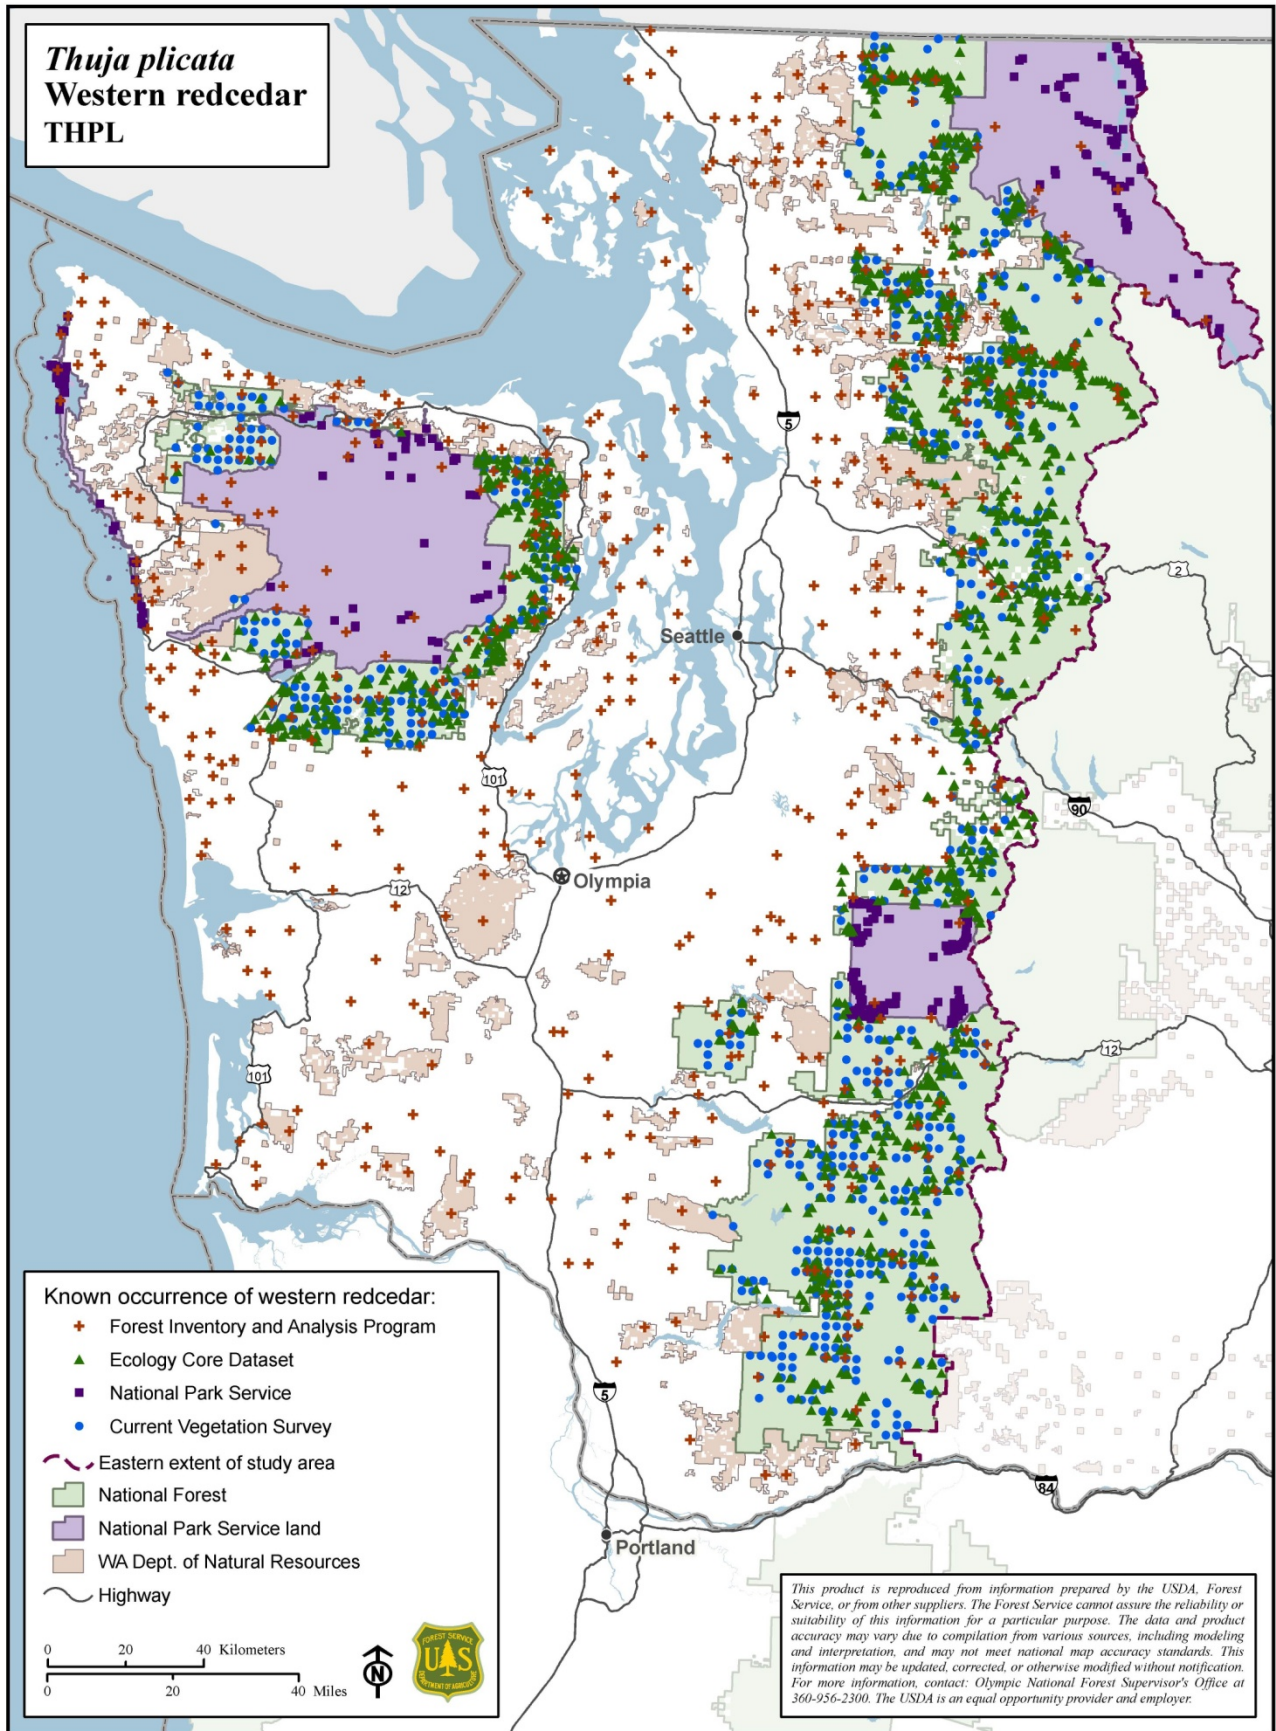 Thuja plicata
Western redcedar
THPL
5
2
Seattle
101
90
Olympia
12
12
101
Known occurrence of western redcedar:
Forest Inventory and Analysis Program
Ecology Core Dataset
National Park Service
Current Vegetation Survey
Eastern extent of study area
National Forest
National Park Service land
WA Dept. of Natural Resources
Highway
0 20 40 Kilometers
0 20 40 Miles
N
FOREST SERVICE
U S
DEPARTMENT OF AGRICULTURE
5
84
Portland
This product is reproduced from information prepared by the USDA, Forest
Service, or from other suppliers. The Forest Service cannot assure the reliability or
suitability of this information for a particular purpose. The data and product
accuracy may vary due to compilation from various sources, including modeling
and interpretation, and may not meet national map accuracy standards. This
information may be updated, corrected, or otherwise modified without notification.
For more information, contact: Olympic National Forest Supervisor's Office at
360-956-2300. The USDA is an equal opportunity provider and employer.